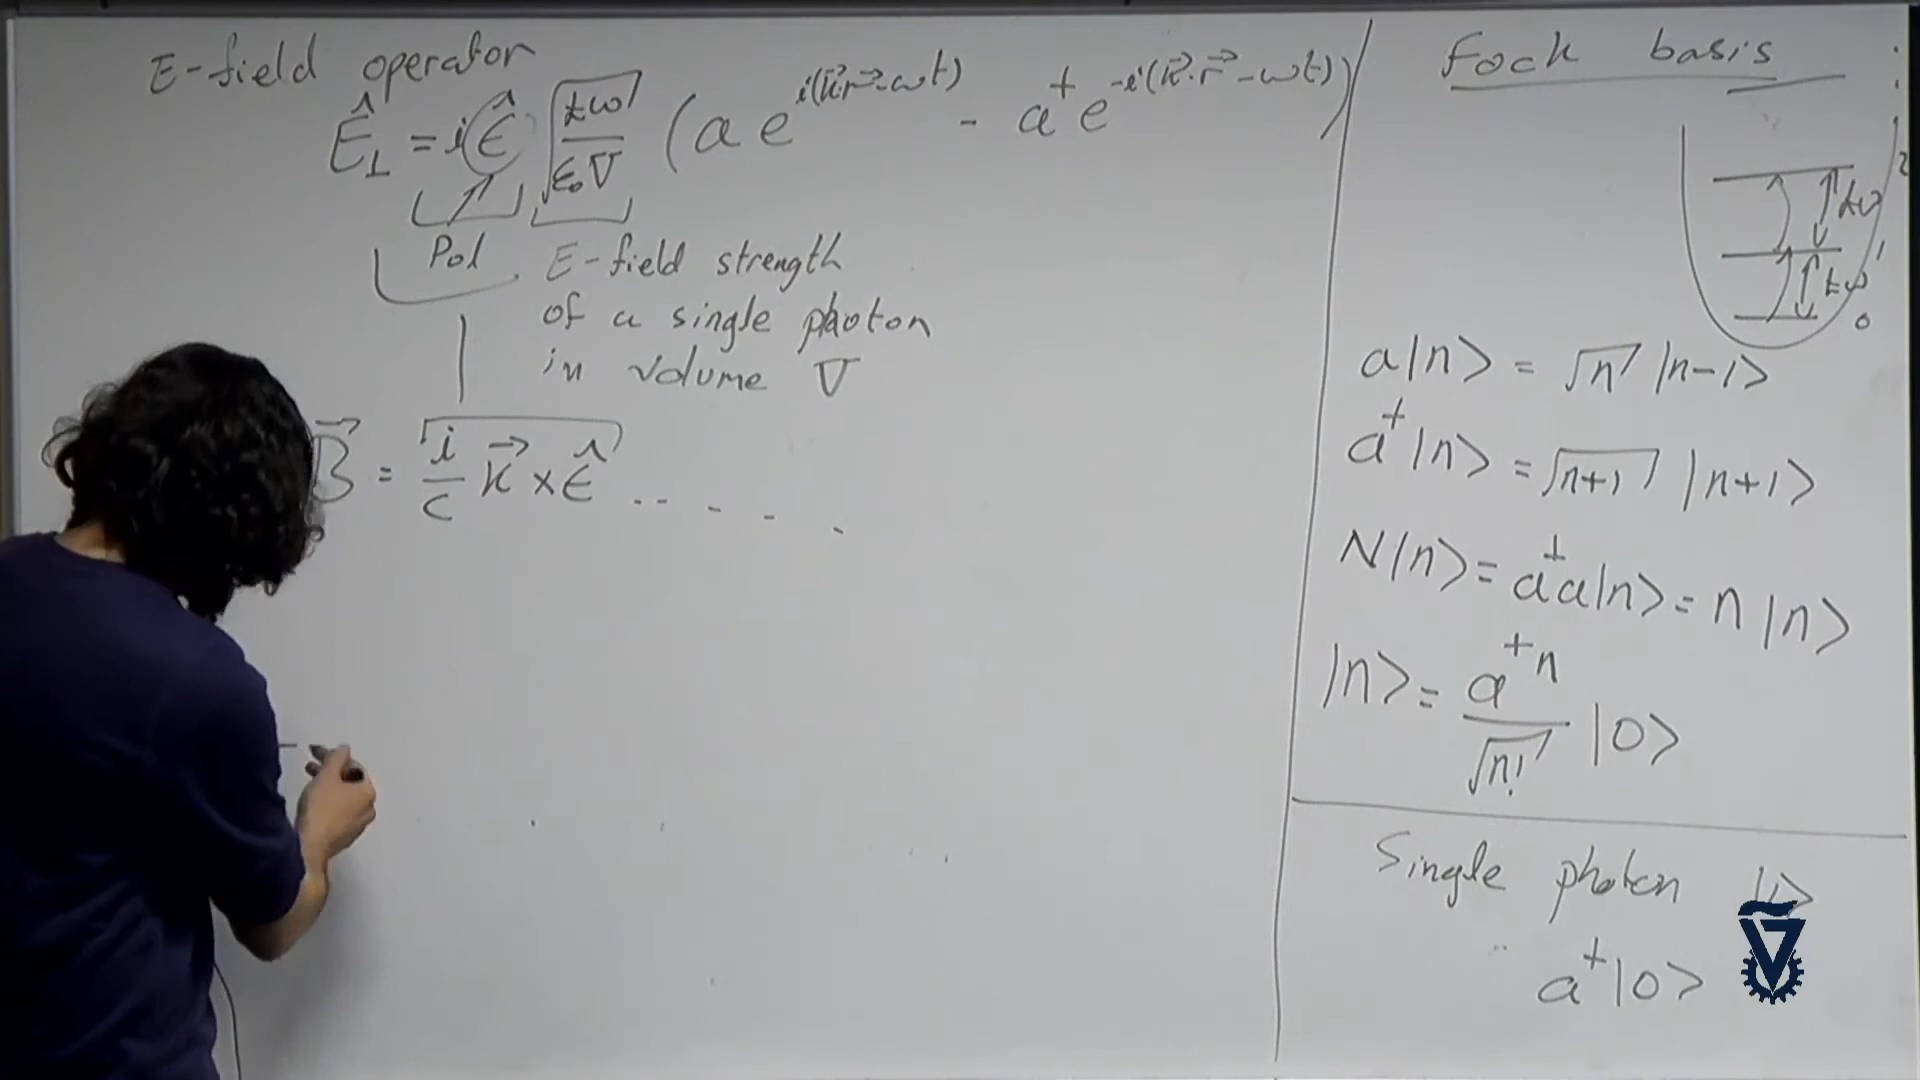 E-field operator
Ê⊥ = i ε̂ √(ħω/ε₀V) (a e^{i(k⃗·r⃗-ωt)} - a† e^{-i(k⃗·r⃗-ωt)})
Pol
E-field strength
of a single photon
in volume V
B⃗ = i/c k⃗ × ε̂ . . . . .
Fock basis :
2
ħω
1
ħω
0
a|n> = √n |n-1>
a†|n> = √(n+1) |n+1>
N|n> = a†a|n> = n|n>
|n> = a†ⁿ/√n! |0>
Single photon |1>
a†|0>